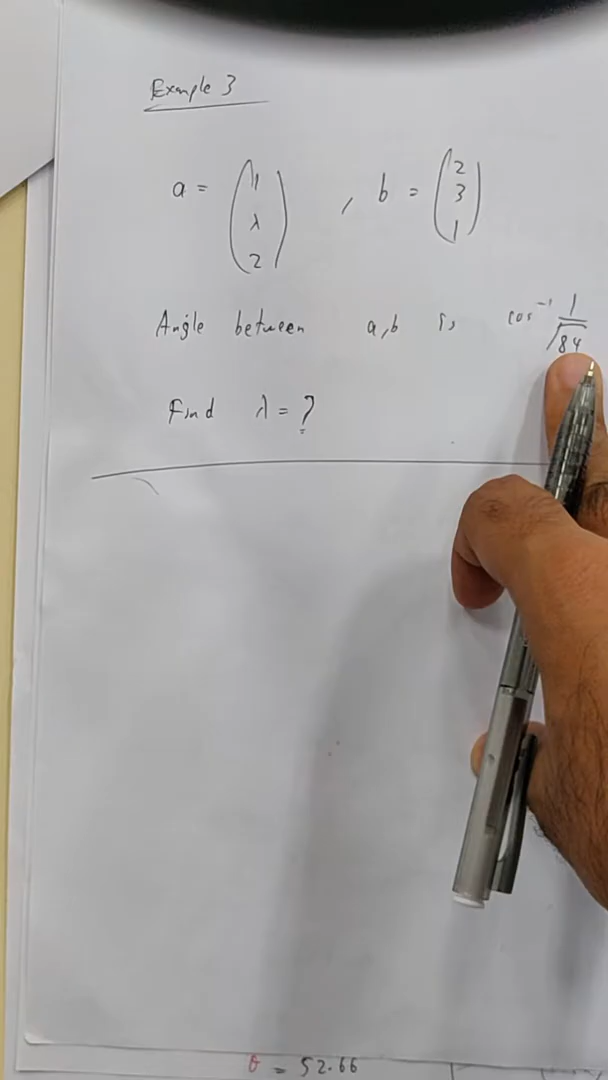 Example 3
a = (1 λ 2) , b = (2 3 1)
Angle between a,b is cos⁻¹ 1/√84
Find λ = ?
θ = 52.66